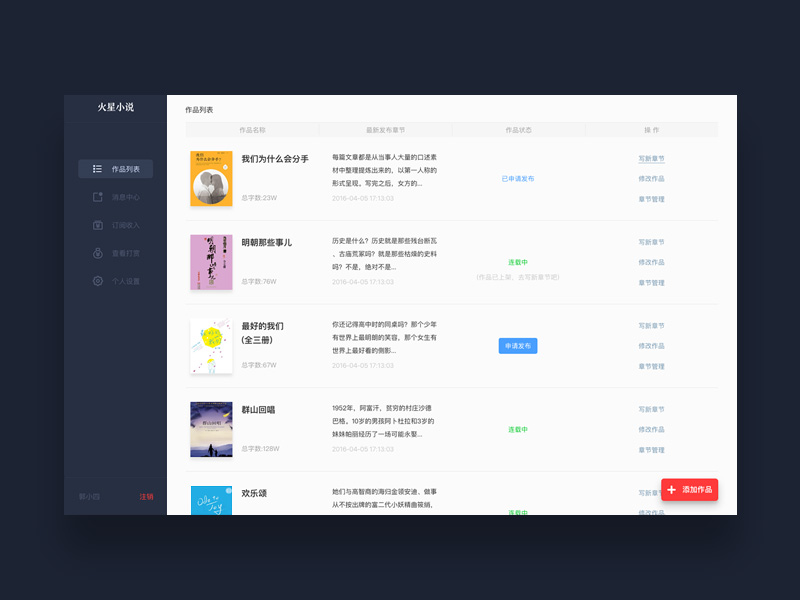 火星小说
作品列表
消息中心
订阅收入
查看打赏
个人设置
郭小四
注销
作品列表
作品名称
最新发布章节
作品状态
操 作
我们为什么会分手
总字数:23W
每篇文章都是从当事人大量的口述素
材中整理提炼出来的，以第一人称的
形式呈现。写完之后，女方的...
2016-04-05 17:13:03
已申请发布
写新章节
修改作品
章节管理
明朝那些事儿
总字数:76W
历史是什么？历史就是那些残台断瓦
、古庙荒冢吗？就是那些枯燥的史料
吗？不是，绝对不是...
2016-04-05 17:13:03
连载中
(作品已上架，去写新章节吧)
写新章节
修改作品
章节管理
最好的我们
(全三册)
总字数:67W
你还记得高中时的同桌吗？那个少年
有世界上最明朗的笑容，那个女生有
世界上最好看的侧影...
2016-04-05 17:13:03
申请发布
写新章节
修改作品
章节管理
群山回唱
群山回唱
总字数:128W
1952年，阿富汗，贫穷的村庄沙德
巴格。10岁的男孩阿卜杜拉和3岁的
妹妹帕丽经历了一场可能永娶...
2016-04-05 17:13:03
连载中
写新章节
修改作品
章节管理
欢乐颂
她们与高智商的海归金领安迪、做事
从不按出牌的富二代小妖精曲筱绡，
连载中
写新章
修改作品
添加作品